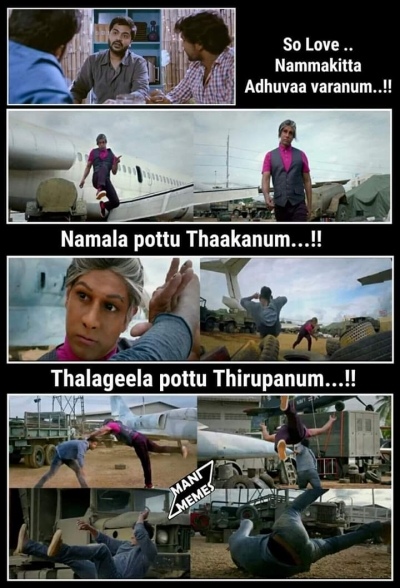 So Love ..
Nammakitta
Adhuvaa varanum..!!
Namala pottu Thaakanum...!!
Thalageela pottu Thirupanum...!!
MANI
MEMES